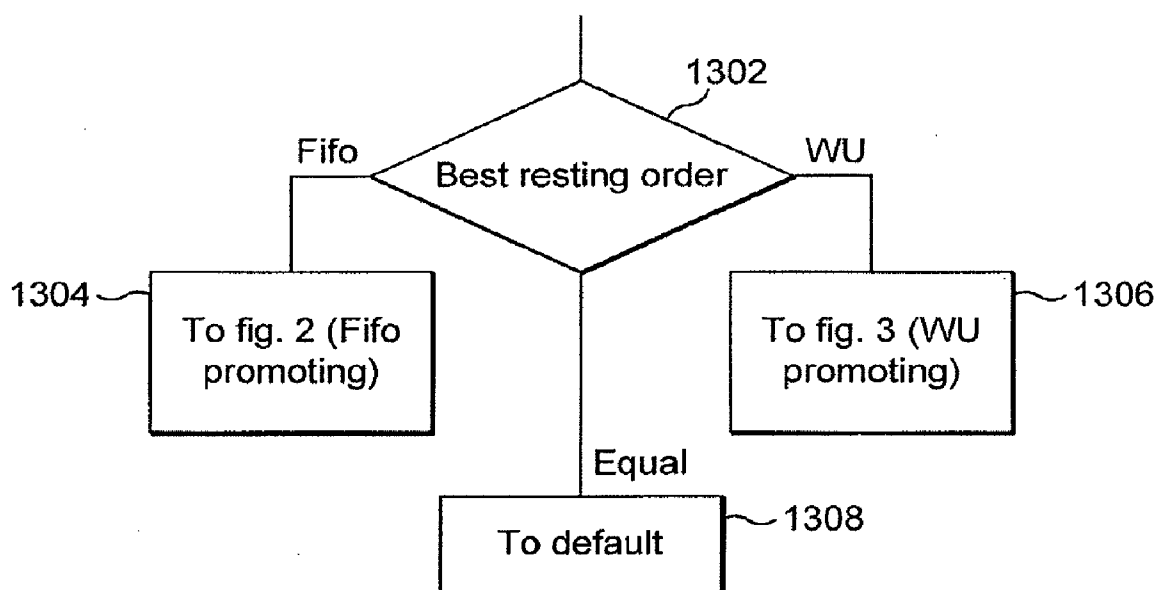 1302
Fifo
WU
Best resting order
1304
To fig. 2 (Fifo
promoting)
To fig. 3 (WU
promoting)
1306
Equal
To default
1308